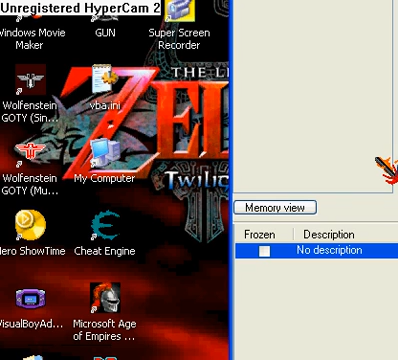 Unregistered HyperCam 2
Windows Movie
Maker
GUN
Super Screen
Recorder
THE LE
ZEL
Wolfenstein
GOTY (Sin...
vba.ini
Wolfenstein
GOTY (Mu...
My Computer
Twilig
Memory view
Frozen Description
No description
Nero ShowTime
Cheat Engine
VisualBoyAd...
Microsoft Age
of Empires ...